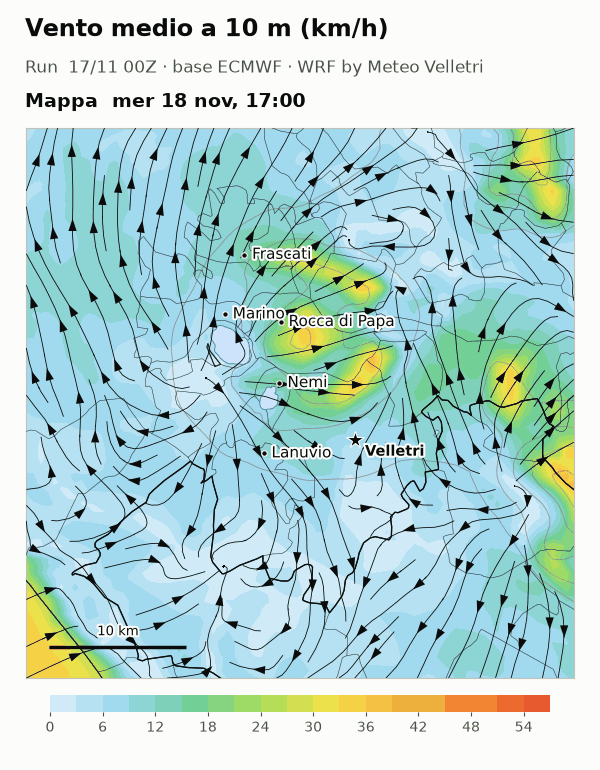 Vento medio a 10 m (km/h)
Run  17/11 00Z · base ECMWF · WRF by Meteo Velletri
Mappa  mer 18 nov, 17:00
Frascati
Marino
Rocca di Papa
Nemi
Velletri
Lanuvio
10 km
0 6 12 18 24 30 36 42 48 54